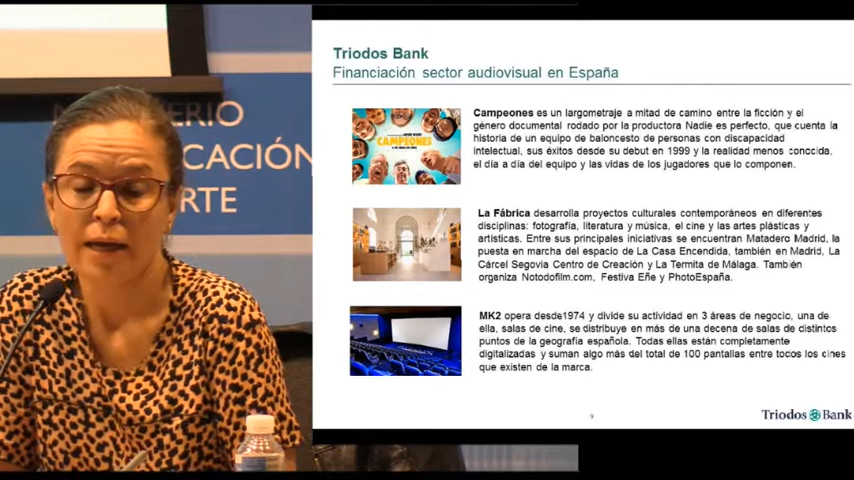 ERIO
CACIÓN
RTE
Triodos Bank
Financiación sector audiovisual en España
CAMPEONES
Campeones es un largometraje a mitad de camino entre la ficción y el
género documental rodado por la productora Nadie es perfecto, que cuenta la
historia de un equipo de baloncesto de personas con discapacidad
intelectual, sus éxitos desde su debut en 1999 y la realidad menos conocida,
el día a día del equipo y las vidas de los jugadores que lo componen.
La Fábrica desarrolla proyectos culturales contemporáneos en diferentes
disciplinas: fotografía, literatura y música, el cine y las artes plásticas y
artísticas. Entre sus principales iniciativas se encuentran Matadero Madrid, la
puesta en marcha del espacio de La Casa Encendida, también en Madrid, La
Cárcel Segovia Centro de Creación y La Termita de Málaga. También
organiza Notodofilm.com, Festiva Eñe y PhotoEspaña.
MK2 opera desde1974 y divide su actividad en 3 áreas de negocio, una de
ella, salas de cine, se distribuye en más de una decena de salas de distintos
puntos de la geografía española. Todas ellas están completamente
digitalizadas y suman algo más del total de 100 pantallas entre tocos los cines
que existen de la marca.
9
Triodos Bank